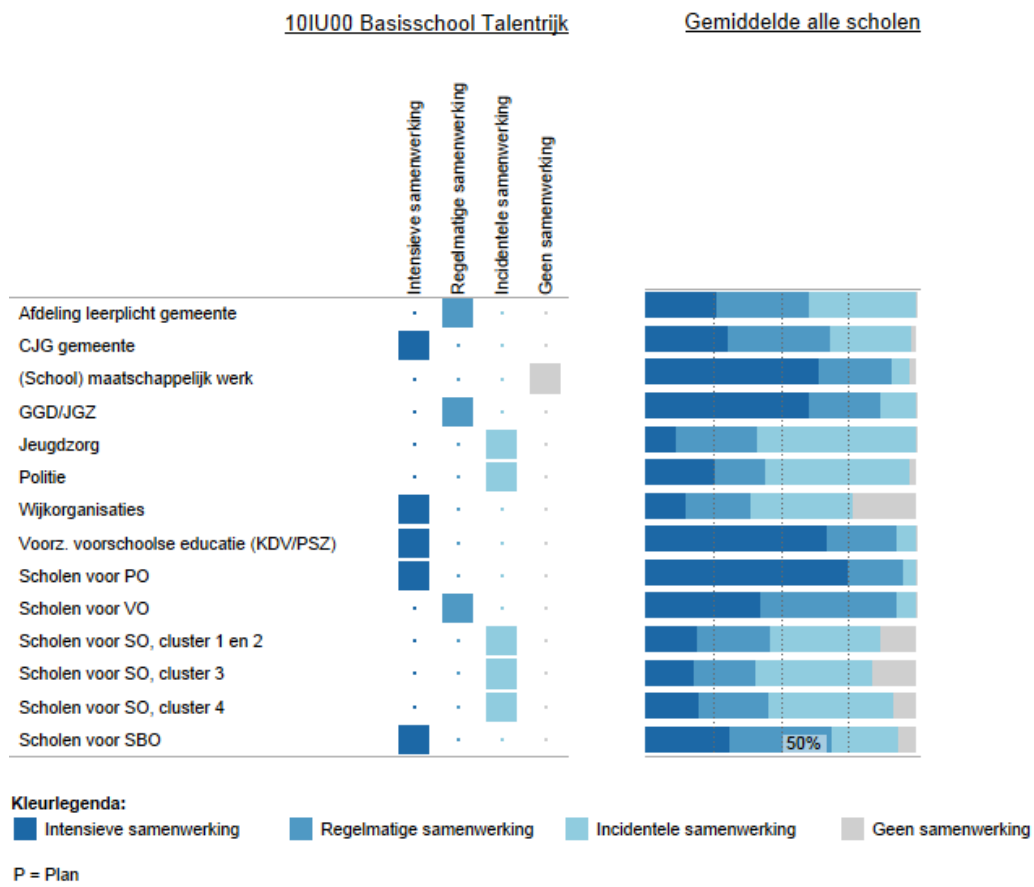 10IU00 Basisschool Talentrijk
Gemiddelde alle scholen
Intensieve samenwerking
Regelmatige samenwerking
Incidentele samenwerking
Geen samenwerking
Afdeling leerplicht gemeente
CJG gemeente
(School) maatschappelijk werk
GGD/JGZ
Jeugdzorg
Politie
Wijkorganisaties
Voorz. voorschoolse educatie (KDV/PSZ)
Scholen voor PO
Scholen voor VO
Scholen voor SO, cluster 1 en 2
Scholen voor SO, cluster 3
Scholen voor SO, cluster 4
Scholen voor SBO
50%
Kleurlegenda:
Intensieve samenwerking
Regelmatige samenwerking
Incidentele samenwerking
Geen samenwerking
P = Plan